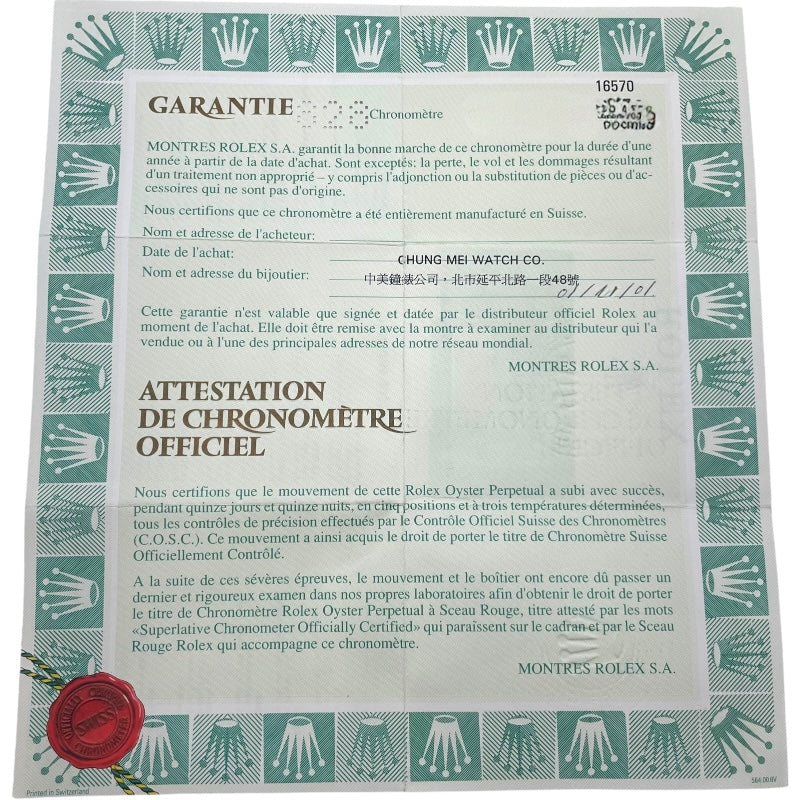 16570
GARANTIE 828 Chronomètre
MONTRES ROLEX S.A. garantit la bonne marche de ce chronomètre pour la durée d'une
année à partir de la date d'achat. Sont exceptés: la perte, le vol et les dommages résultant
d'un traitement non approprié – y compris l'adjonction ou la substitution de pièces ou d'ac-
cessoires qui ne sont pas d'origine.
Nous certifions que ce chronomètre a été entièrement manufacturé en Suisse.
Nom et adresse de l'acheteur:
Date de l'achat:
CHUNG MEI WATCH CO.
Nom et adresse du bijoutier:
中美鐘錶公司，北市延平北路一段48號
Cette garantie n'est valable que signée et datée par le distributeur officiel Rolex au
moment de l'achat. Elle doit être remise avec la montre à examiner au distributeur qui l'a
vendue ou à l'une des principales adresses de notre réseau mondial.
MONTRES ROLEX S.A.
ATTESTATION
DE CHRONOMÈTRE
OFFICIEL
Nous certifions que le mouvement de cette Rolex Oyster Perpetual a subi avec succès,
pendant quinze jours et quinze nuits, en cinq positions et à trois températures déterminées,
tous les contrôles de précision effectués par le Contrôle Officiel Suisse des Chronomètres
(C.O.S.C.). Ce mouvement a ainsi acquis le droit de porter le titre de Chronomètre Suisse
Officiellement Contrôlé.
A la suite de ces sévères épreuves, le mouvement et le boîtier ont encore dû passer un
dernier et rigoureux examen dans nos propres laboratoires afin d'obtenir le droit de porter
le titre de Chronomètre Rolex Oyster Perpetual à Sceau Rouge, titre attesté par les mots
«Superlative Chronometer Officially Certified» qui paraîssent sur le cadran et par le Sceau
Rouge Rolex qui accompagne ce chronomètre.
MONTRES ROLEX S.A.
OFFICIALLY CERTIFIED
CHRONOMETER
Printed in Switzerland